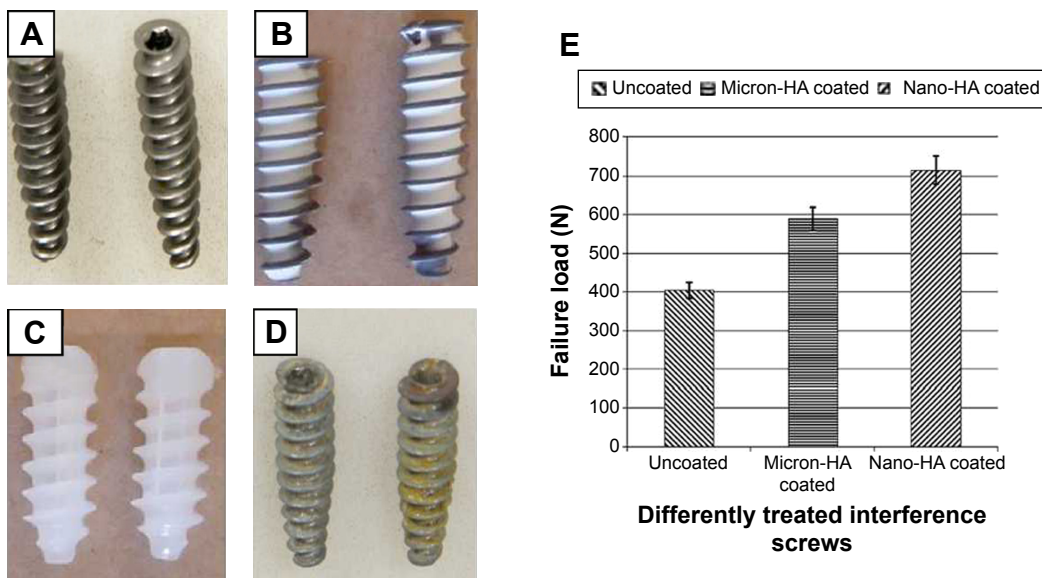 A
B
C
D
E
Uncoated Micron-HA coated Nano-HA coated
800
700
600
500
400
300
200
100
0
Failure load (N)
Uncoated
Micron-HA
coated
Nano-HA coated
Differently treated interference
screws